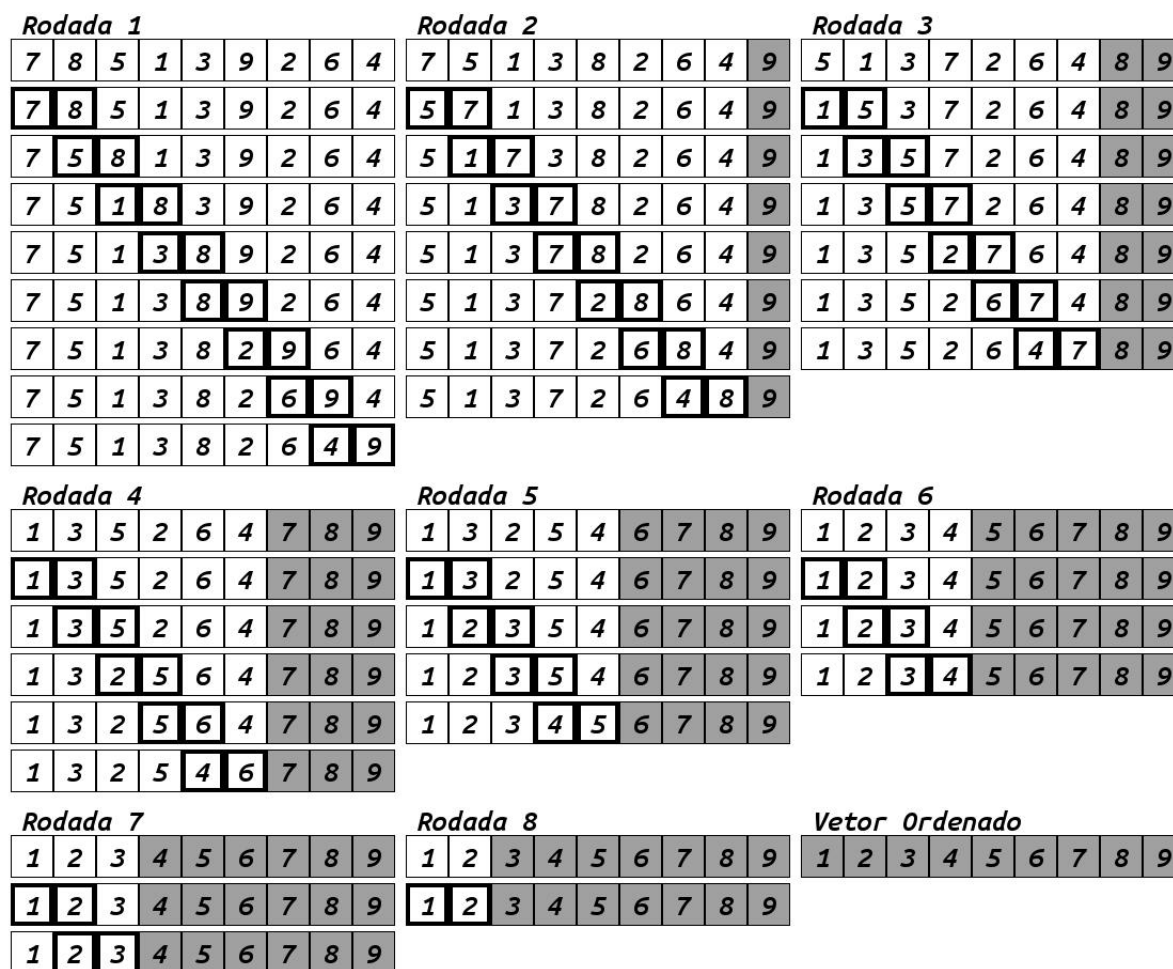 Rodada 1
7 8 5 1 3 9 2 6 4
7 8 5 1 3 9 2 6 4
7 5 8 1 3 9 2 6 4
7 5 1 8 3 9 2 6 4
7 5 1 3 8 9 2 6 4
7 5 1 3 8 9 2 6 4
7 5 1 3 8 2 9 6 4
7 5 1 3 8 2 6 9 4
7 5 1 3 8 2 6 4 9
Rodada 2
7 5 1 3 8 2 6 4 9
5 7 1 3 8 2 6 4 9
5 1 7 3 8 2 6 4 9
5 1 3 7 8 2 6 4 9
5 1 3 7 8 2 6 4 9
5 1 3 7 2 8 6 4 9
5 1 3 7 2 6 8 4 9
5 1 3 7 2 6 4 8 9
Rodada 3
5 1 3 7 2 6 4 8 9
1 5 3 7 2 6 4 8 9
1 3 5 7 2 6 4 8 9
1 3 5 7 2 6 4 8 9
1 3 5 2 7 6 4 8 9
1 3 5 2 6 7 4 8 9
1 3 5 2 6 4 7 8 9
Rodada 4
1 3 5 2 6 4 7 8 9
1 3 5 2 6 4 7 8 9
1 3 5 2 6 4 7 8 9
1 3 2 5 6 4 7 8 9
1 3 2 5 6 4 7 8 9
1 3 2 5 4 6 7 8 9
Rodada 5
1 3 2 5 4 6 7 8 9
1 3 2 5 4 6 7 8 9
1 2 3 5 4 6 7 8 9
1 2 3 5 4 6 7 8 9
1 2 3 4 5 6 7 8 9
Rodada 6
1 2 3 4 5 6 7 8 9
1 2 3 4 5 6 7 8 9
1 2 3 4 5 6 7 8 9
1 2 3 4 5 6 7 8 9
Rodada 7
1 2 3 4 5 6 7 8 9
1 2 3 4 5 6 7 8 9
1 2 3 4 5 6 7 8 9
Rodada 8
1 2 3 4 5 6 7 8 9
1 2 3 4 5 6 7 8 9
Vetor Ordenado
1 2 3 4 5 6 7 8 9